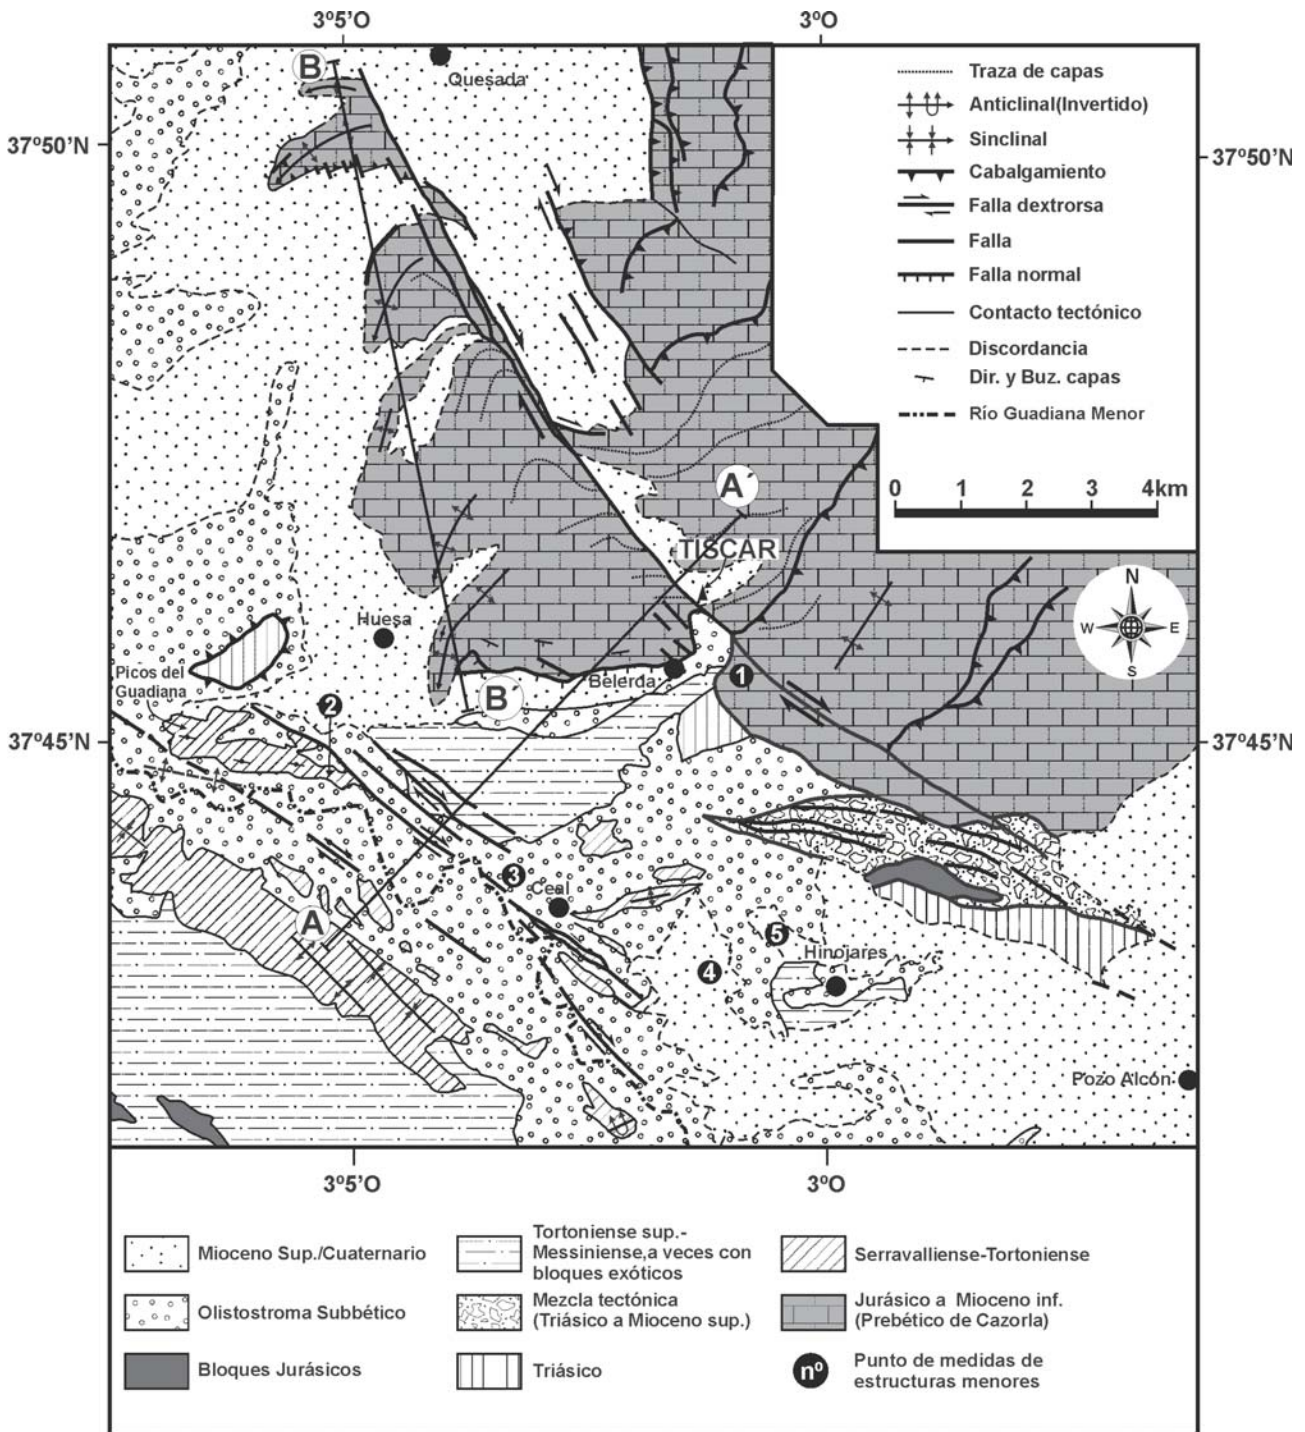 3º5'O
3ºO
B
Quesada
37º50'N
37º50'N
Traza de capas
Anticlinal(Invertido)
Sinclinal
Cabalgamiento
Falla dextrorsa
Falla
Falla normal
Contacto tectónico
Discordancia
Dir. y Buz. capas
Río Guadiana Menor
0 1 2 3 4km
A´
TISCAR
N
W E
S
Huesa
Picos del
Guadiana
Belerda
1
B´
2
37º45'N
37º45'N
3
Ceal
A
5
Hinojares
4
Pozo Alcón
3º5'O
3ºO
Mioceno Sup./Cuaternario
Olistostroma Subbético
Bloques Jurásicos
Tortoniense sup.-
Messiniense,a veces con
bloques exóticos
Mezcla tectónica
(Triásico a Mioceno sup.)
Triásico
Serravalliense-Tortoniense
Jurásico a Mioceno inf.
(Prebético de Cazorla)
nº
Punto de medidas de
estructuras menores